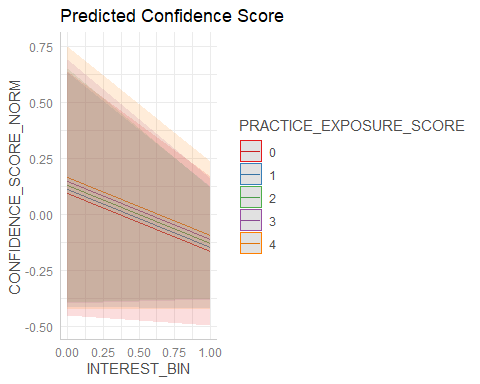 Predicted Confidence Score
CONFIDENCE_SCORE_NORM
0.75
0.50
0.25
0.00
-0.25
-0.50
0.00 0.25 0.50 0.75 1.00
INTEREST_BIN
PRACTICE_EXPOSURE_SCORE
0
1
2
3
4